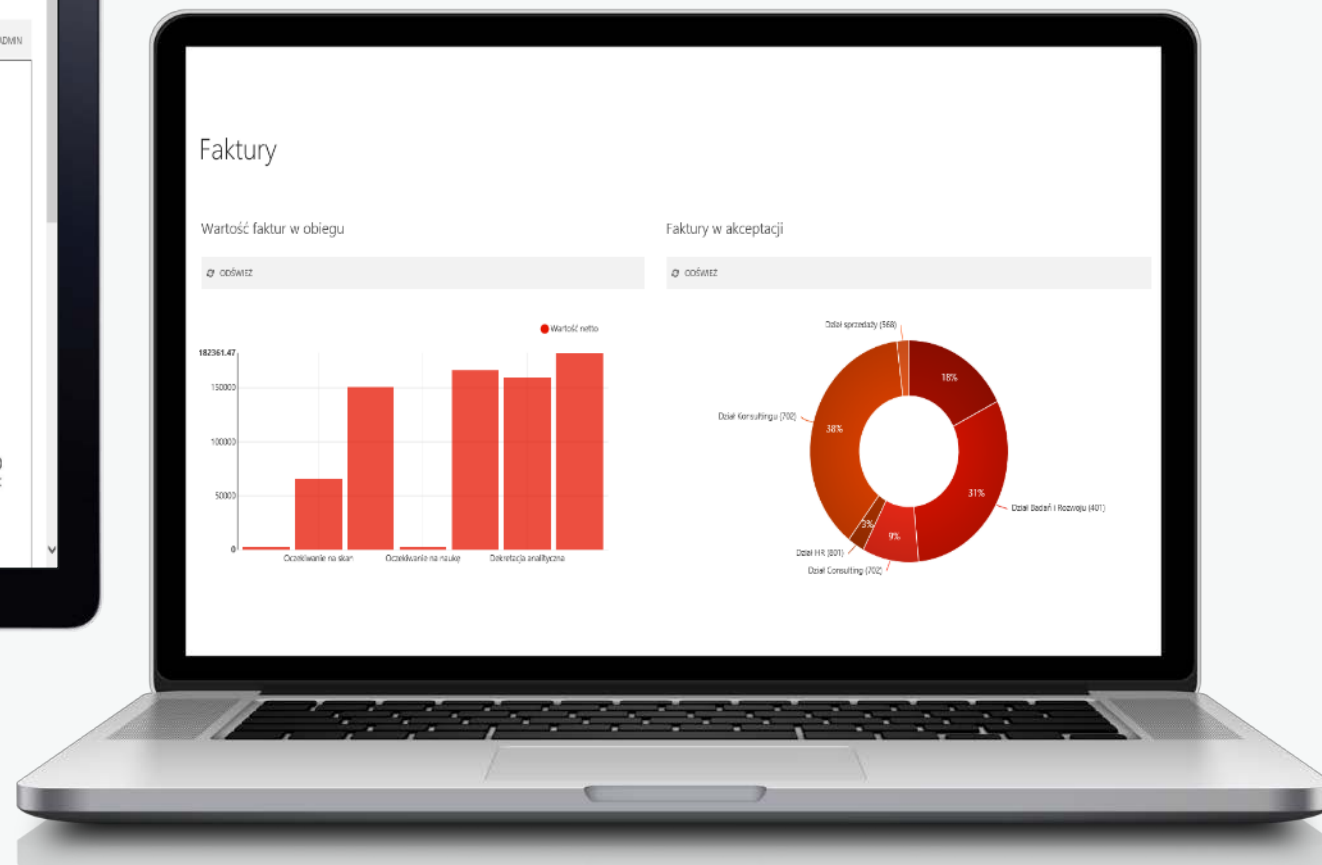 ADMIN
Faktury
Wartość faktur w obiegu
Faktury w akceptacji
ODŚWIEŻ
ODŚWIEŻ
Wartość netto
182361.47
150000
100000
50000
0
Oczekiwanie na skan
Oczekiwanie na naukę
Dekretacja analityczna
Dział sprzedaży (568)
18%
Dział Konsultingu (702)
38%
31%
Dział Badań i Rozwoju (401)
3%
9%
Dział HR (801)
Dział Consulting (702)